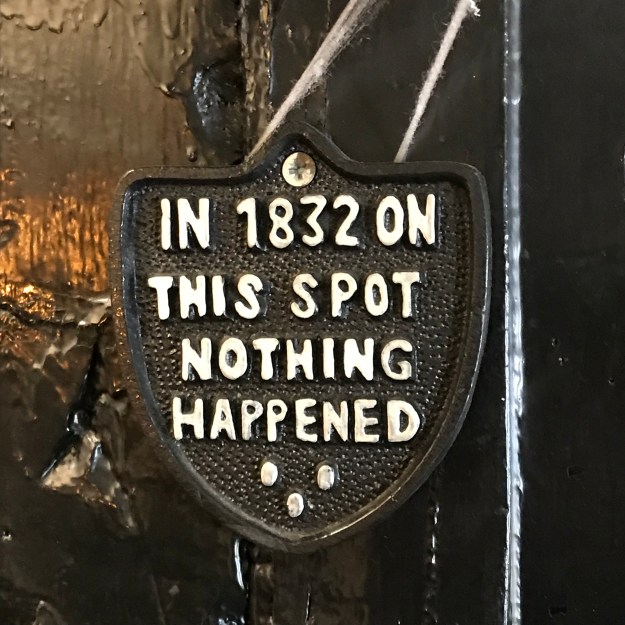 IN 1832 ON
THIS SPOT
NOTHING
HAPPENED